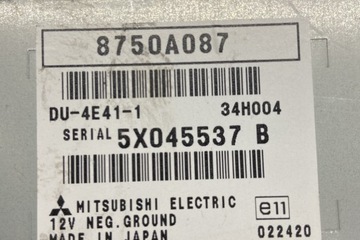 8750A087
DU-4E41-1 34H004
SERIAL 5X045537 B
MITSUBISHI ELECTRIC e11
12V NEG.GROUND
MADE IN JAPAN 022420